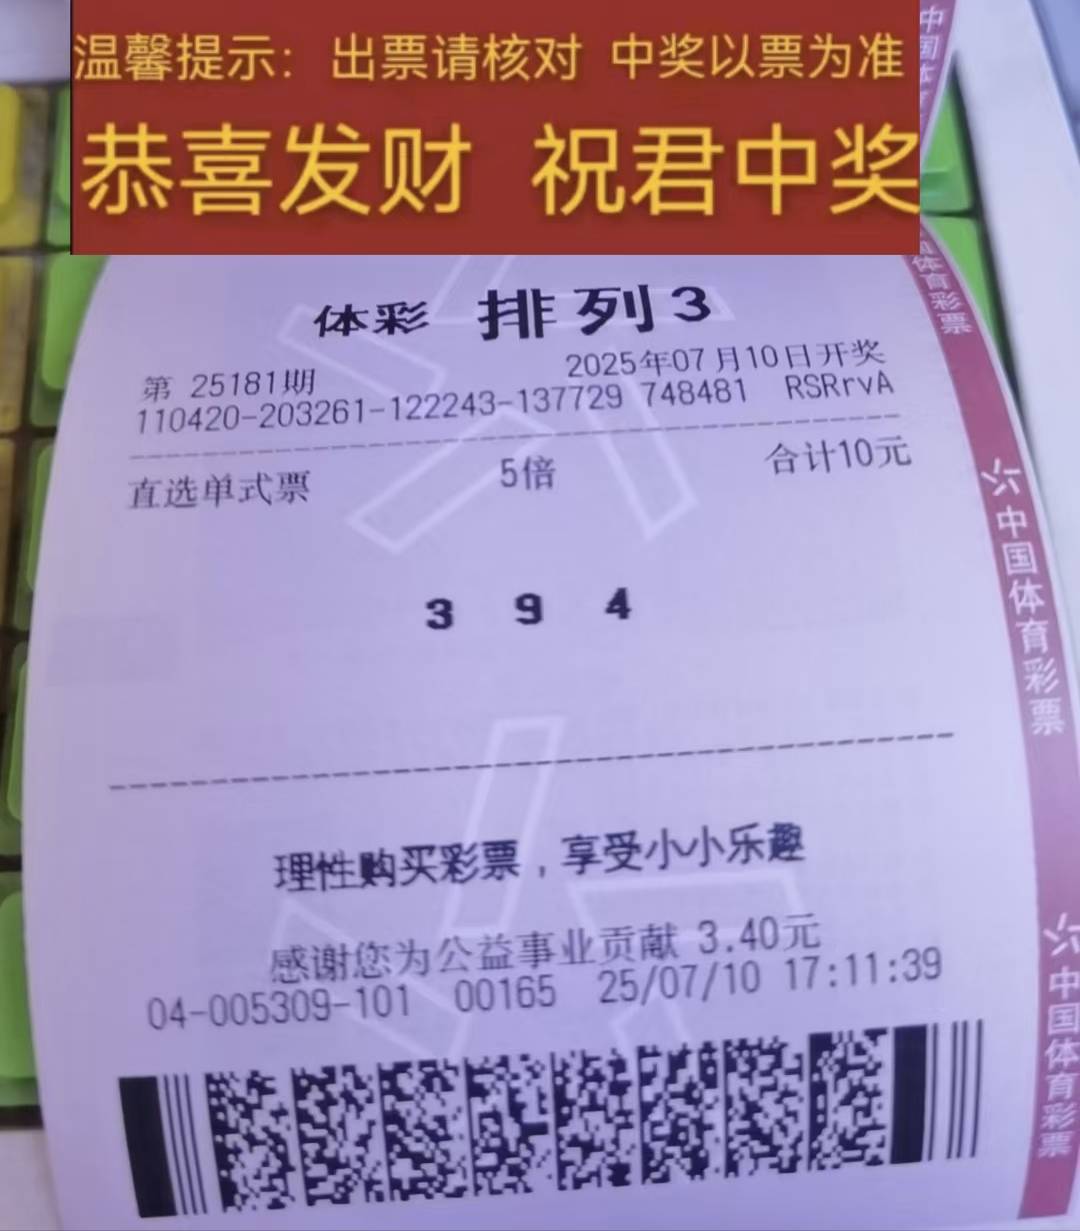 温馨提示：出票请核对 中奖以票为准
恭喜发财 祝君中奖
体彩 排列3
第 25181期 2025年07月10日开奖
110420-203261-122243-137729 748481 RSRrvA
直选单式票 5倍 合计10元
3 9 4
理性购买彩票，享受小小乐趣
感谢您为公益事业贡献 3.40元
04-005309-101 00165 25/07/10 17:11:39
中国体
国体育彩票
中国体育彩票
中国体育彩票